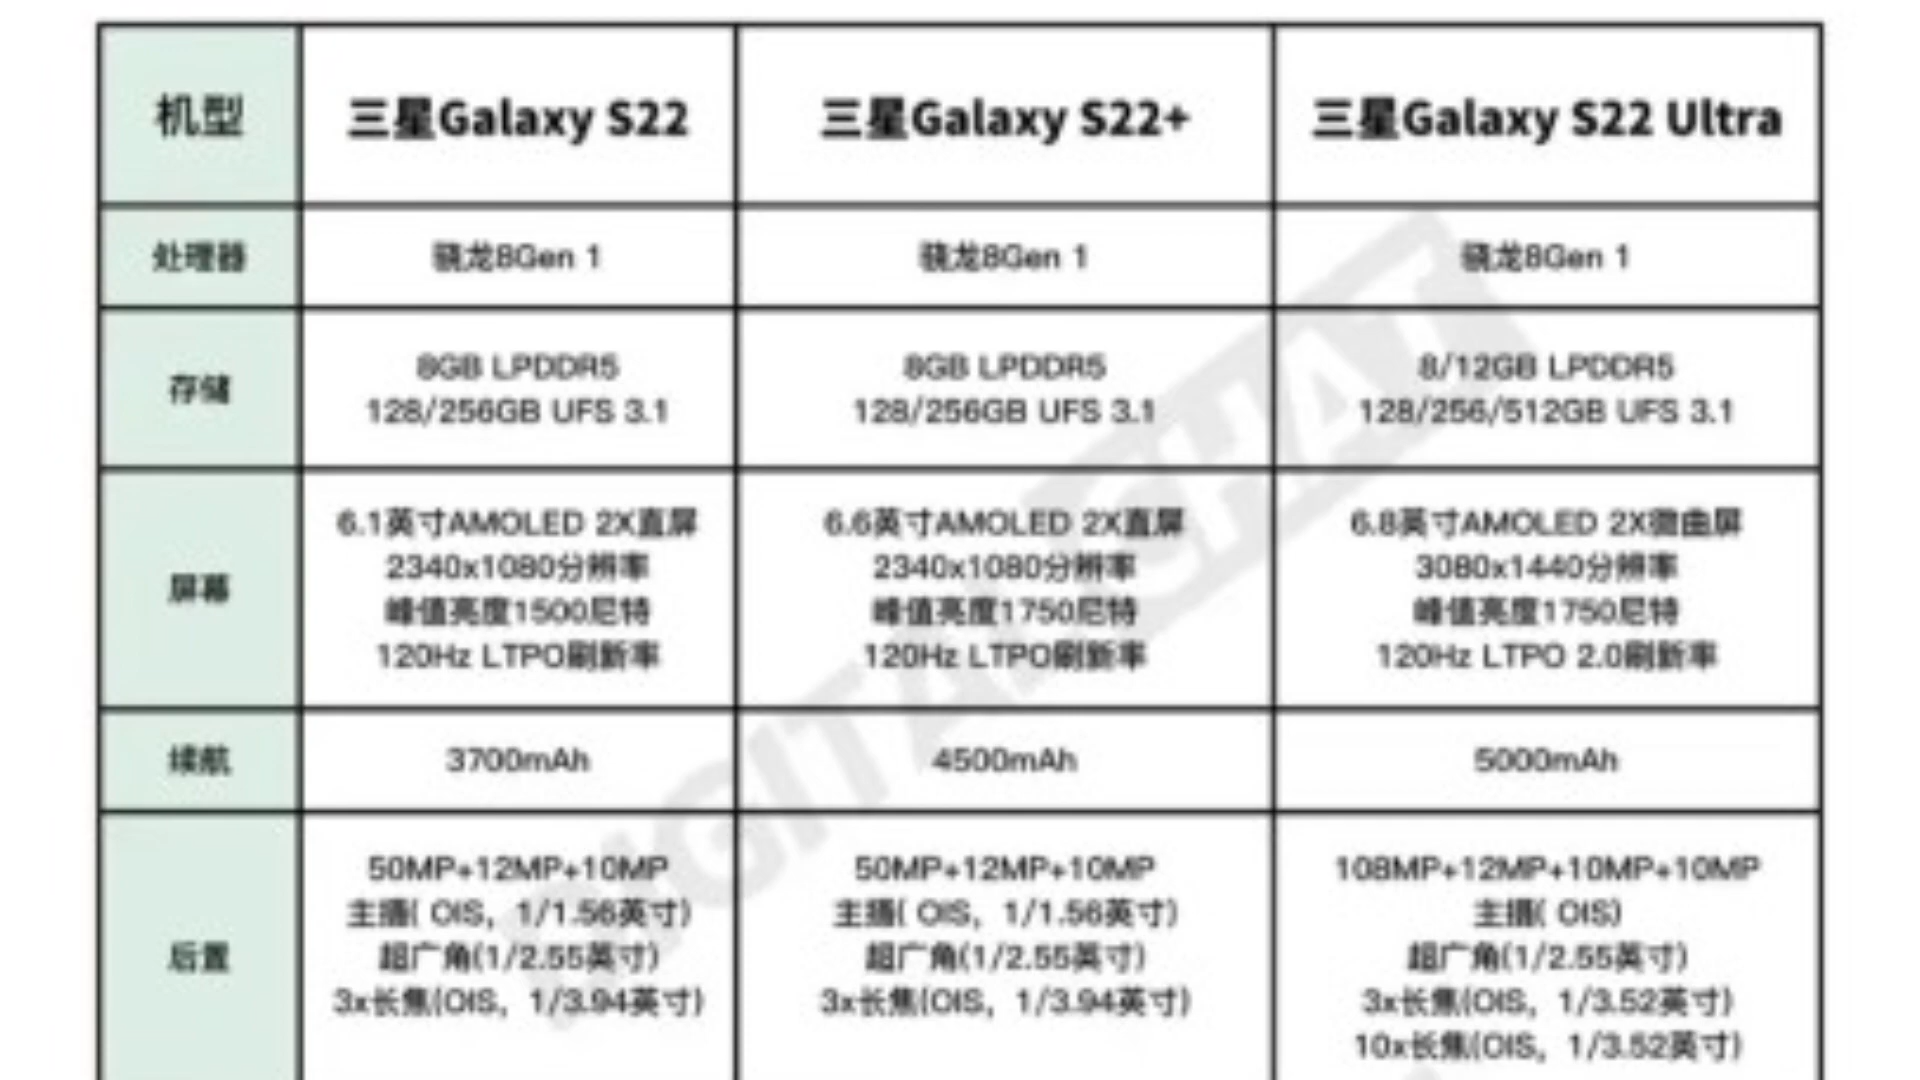 机型
三星Galaxy S22
三星Galaxy S22+
三星Galaxy S22 Ultra
处理器
骁龙8Gen 1
骁龙8Gen 1
骁龙8Gen 1
存储
8GB LPDDR5
128/256GB UFS 3.1
8GB LPDDR5
128/256GB UFS 3.1
8/12GB LPDDR5
128/256/512GB UFS 3.1
屏幕
6.1英寸AMOLED 2X直屏
2340x1080分辨率
峰值亮度1500尼特
120Hz LTPO刷新率
6.6英寸AMOLED 2X直屏
2340x1080分辨率
峰值亮度1750尼特
120Hz LTPO刷新率
6.8英寸AMOLED 2X微曲屏
3080x1440分辨率
峰值亮度1750尼特
120Hz LTPO 2.0刷新率
续航
3700mAh
4500mAh
5000mAh
后置
50MP+12MP+10MP
主摄( OIS，1/1.56英寸)
超广角(1/2.55英寸)
3x长焦(OIS，1/3.94英寸)
50MP+12MP+10MP
主摄( OIS，1/1.56英寸)
超广角(1/2.55英寸)
3x长焦(OIS，1/3.94英寸)
108MP+12MP+10MP+10MP
主摄( OIS)
超广角(1/2.55英寸)
3x长焦(OIS，1/3.52英寸)
10x长焦(OIS，1/3.52英寸)
DIGITAL CHAT